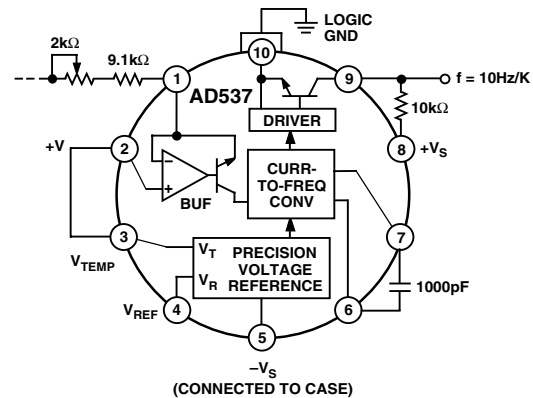 LOGIC
GND
2kΩ
9.1kΩ
10
1
AD537
9
f = 10Hz/K
10kΩ
DRIVER
+V
2
8
+VS
–
+
BUF
CURR-
TO-FREQ
CONV
3
VTEMP
7
VT
VR
PRECISION
VOLTAGE
REFERENCE
1000pF
VREF
4
6
5
–VS
(CONNECTED TO CASE)